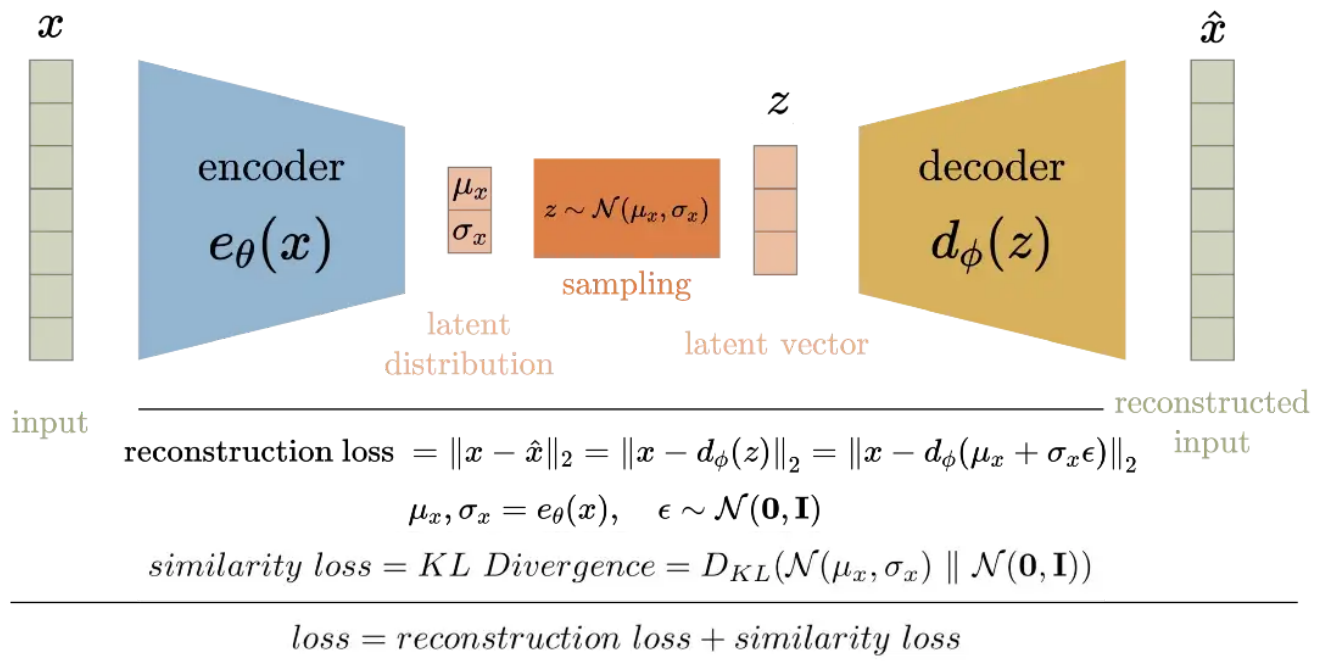 x
x̂
z
encoder
e_θ(x)
μ_x
σ_x
z ∼ 𝒩(μ_x, σ_x)
sampling
decoder
d_ϕ(z)
latent
distribution
latent vector
input
reconstructed
input
reconstruction loss = ‖x − x̂‖₂ = ‖x − d_ϕ(z)‖₂ = ‖x − d_ϕ(μ_x + σ_xϵ)‖₂
μ_x, σ_x = e_θ(x), ϵ ∼ 𝒩(0, I)
similarity loss = KL Divergence = D_KL(𝒩(μ_x, σ_x) ‖ 𝒩(0, I))
loss = reconstruction loss + similarity loss